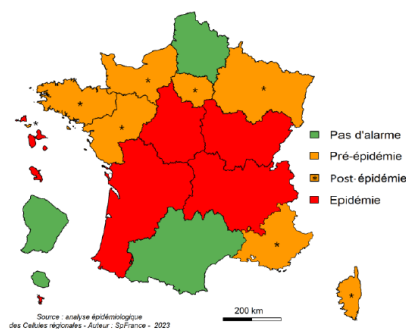 Pas d'alarme
Pré-épidémie
Post-épidémie
Epidémie
200 km
Source : analyse épidémiologique
des Cellules régionales - Auteur : SpFrance - 2023